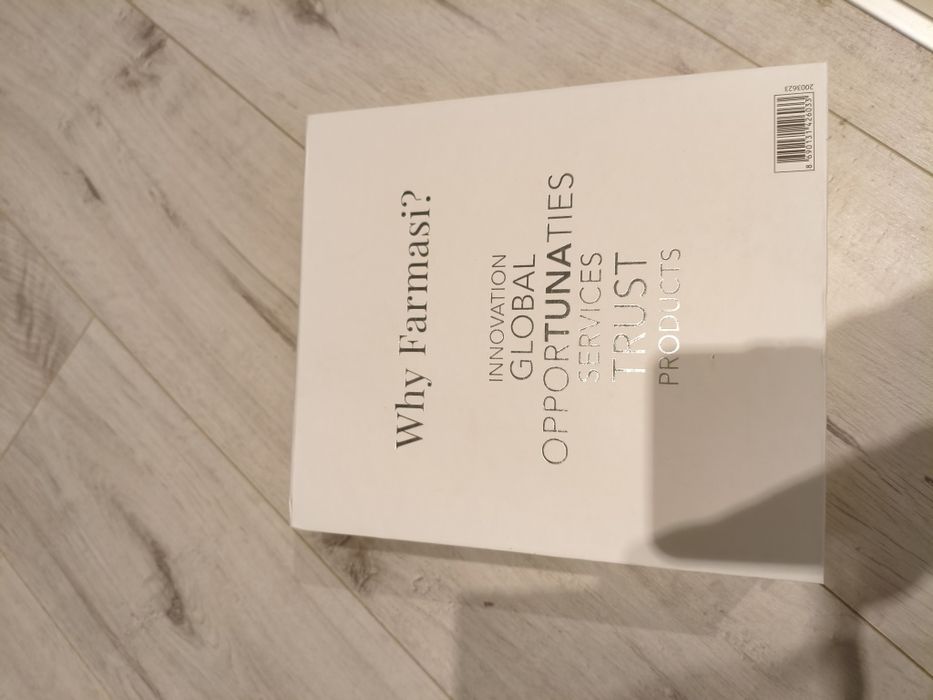 Why Farmasi?
INNOVATION
GLOBAL
OPPORTUNATIES
SERVICES
TRUST
PRODUCTS
2003623
8 690131 426035